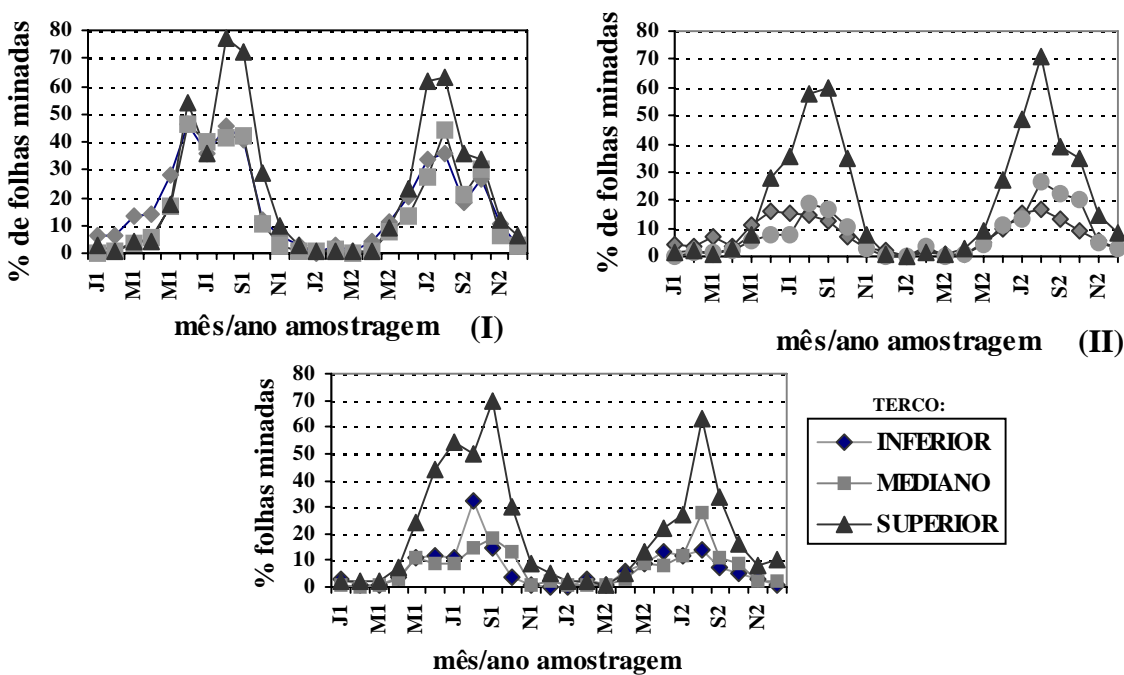 % de folhas minadas
80
70
60
50
40
30
20
10
0
J1 M1 M1 J1 S1 N1 J2 M2 M2 J2 S2 N2
mês/ano amostragem (I)
% de folhas minadas
80
70
60
50
40
30
20
10
0
J1 M1 M1 J1 S1 N1 J2 M2 M2 J2 S2 N2
mês/ano amostragem (II)
% folhas minadas
80
70
60
50
40
30
20
10
0
J1 M1 M1 J1 S1 N1 J2 M2 M2 J2 S2 N2
mês/ano amostragem
TERCO:
INFERIOR
MEDIANO
SUPERIOR